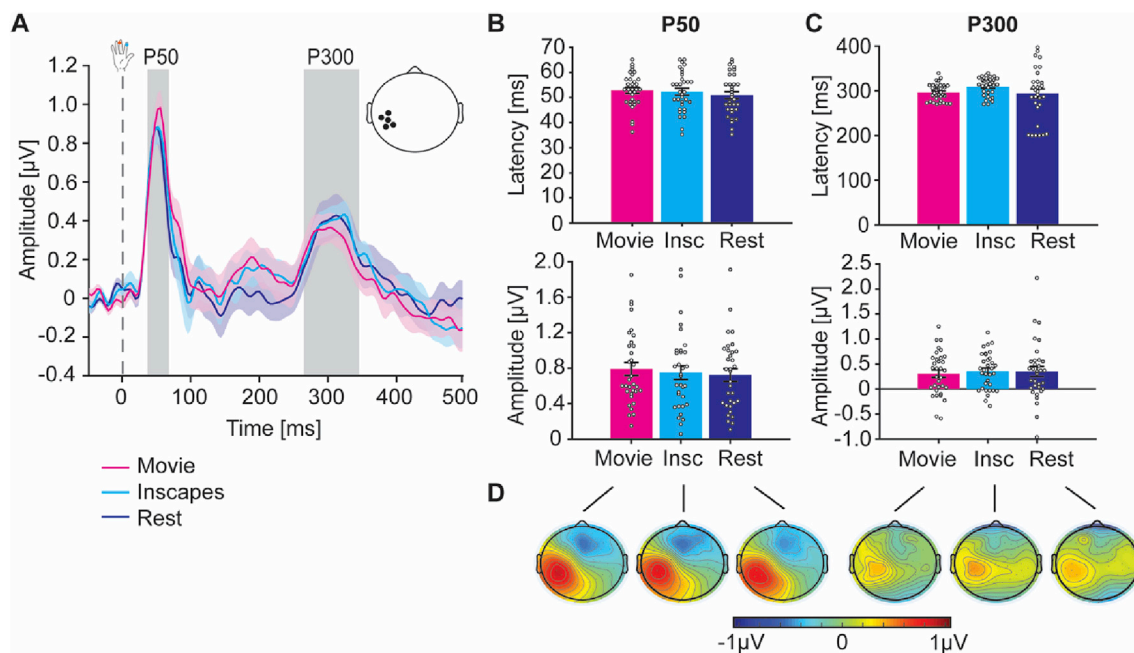 A
P50
P300
1.2
1.0
0.8
0.6
0.4
0.2
0
-0.2
-0.4
Amplitude [µV]
0 100 200 300 400 500
Time [ms]
Movie
Inscapes
Rest
B
P50
70
60
50
40
30
20
10
0
Latency [ms]
Movie Insc Rest
2.0
1.6
1.2
0.8
0.4
0
Amplitude [µV]
Movie Insc Rest
C
P300
400
300
200
100
0
Latency [ms]
Movie Insc Rest
2.5
2.0
1.5
1.0
0.5
0
-0.5
-1.0
Amplitude [µV]
Movie Insc Rest
D
-1µV 0 1µV